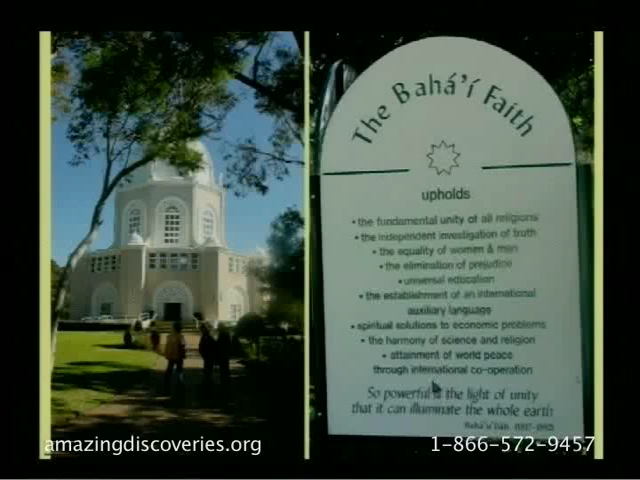 The Bahá'í Faith
upholds
• the fundamental unity of all religions
• the independent investigation of truth
• the equality of women & men
• the elimination of prejudice
• universal education
• the establishment of an international
auxiliary language
• spiritual solutions to economic problems
• the harmony of science and religion
• attainment of world peace
through international co-operation
So powerful is the light of unity
that it can illuminate the whole earth
amazingdiscoveries.org
1-866-572-9457